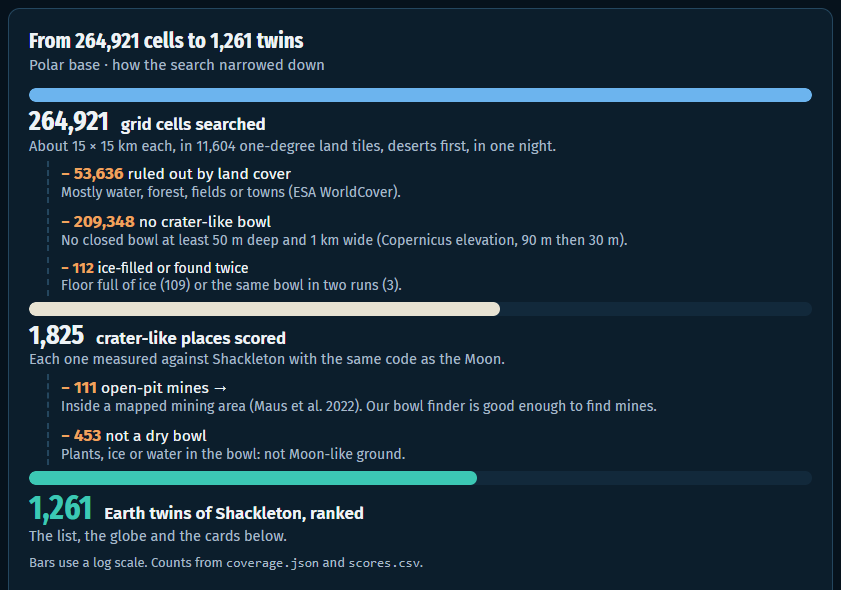 From 264,921 cells to 1,261 twins
Polar base · how the search narrowed down
264,921 grid cells searched
About 15 × 15 km each, in 11,604 one-degree land tiles, deserts first, in one night.
− 53,636 ruled out by land cover
Mostly water, forest, fields or towns (ESA WorldCover).
− 209,348 no crater-like bowl
No closed bowl at least 50 m deep and 1 km wide (Copernicus elevation, 90 m then 30 m).
− 112 ice-filled or found twice
Floor full of ice (109) or the same bowl in two runs (3).
1,825 crater-like places scored
Each one measured against Shackleton with the same code as the Moon.
− 111 open-pit mines →
Inside a mapped mining area (Maus et al. 2022). Our bowl finder is good enough to find mines.
− 453 not a dry bowl
Plants, ice or water in the bowl: not Moon-like ground.
1,261 Earth twins of Shackleton, ranked
The list, the globe and the cards below.
Bars use a log scale. Counts from coverage.json and scores.csv.